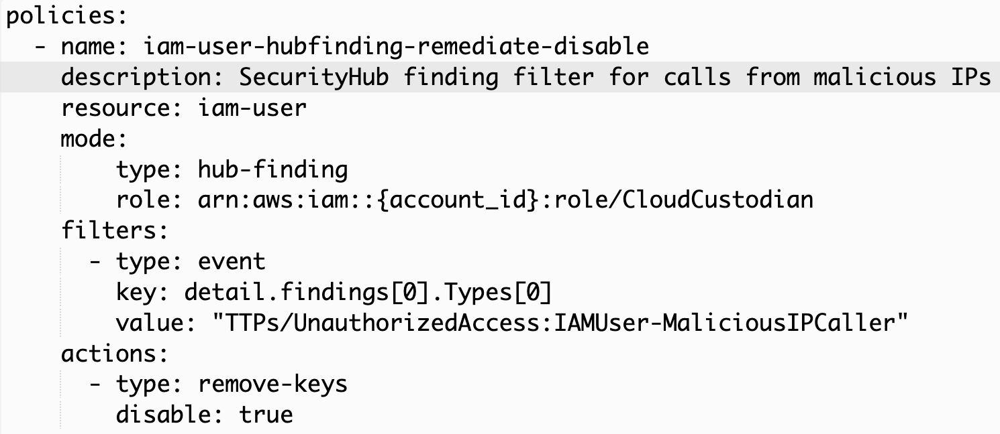 policies:
  - name: iam-user-hubfinding-remediate-disable
    description: SecurityHub finding filter for calls from malicious IPs
    resource: iam-user
    mode:
        type: hub-finding
        role: arn:aws:iam::{account_id}:role/CloudCustodian
    filters:
      - type: event
        key: detail.findings[0].Types[0]
        value: "TTPs/UnauthorizedAccess:IAMUser-MaliciousIPCaller"
    actions:
      - type: remove-keys
        disable: true